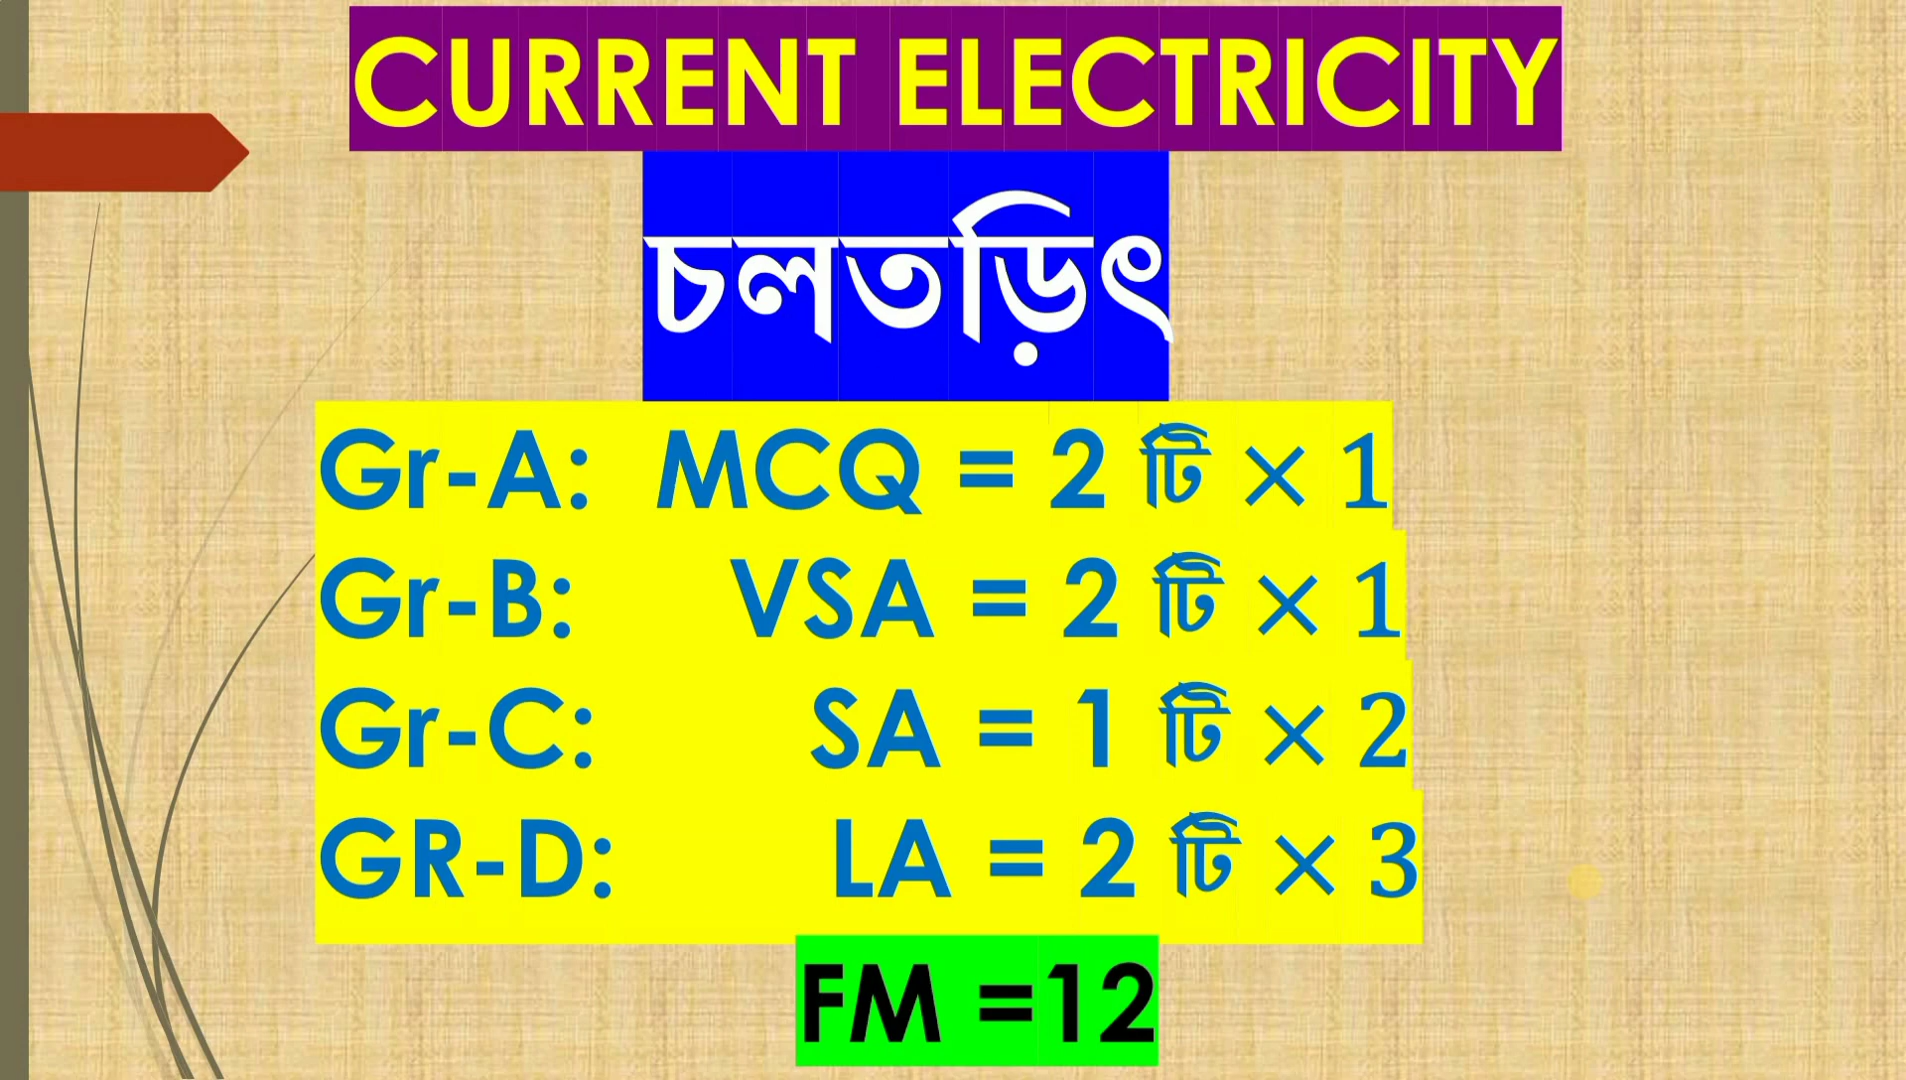 CURRENT ELECTRICITY
চলতড়িৎ
Gr-A: MCQ = 2 টি × 1
Gr-B: VSA = 2 টি × 1
Gr-C: SA = 1 টি × 2
GR-D: LA = 2 টি × 3
FM =12